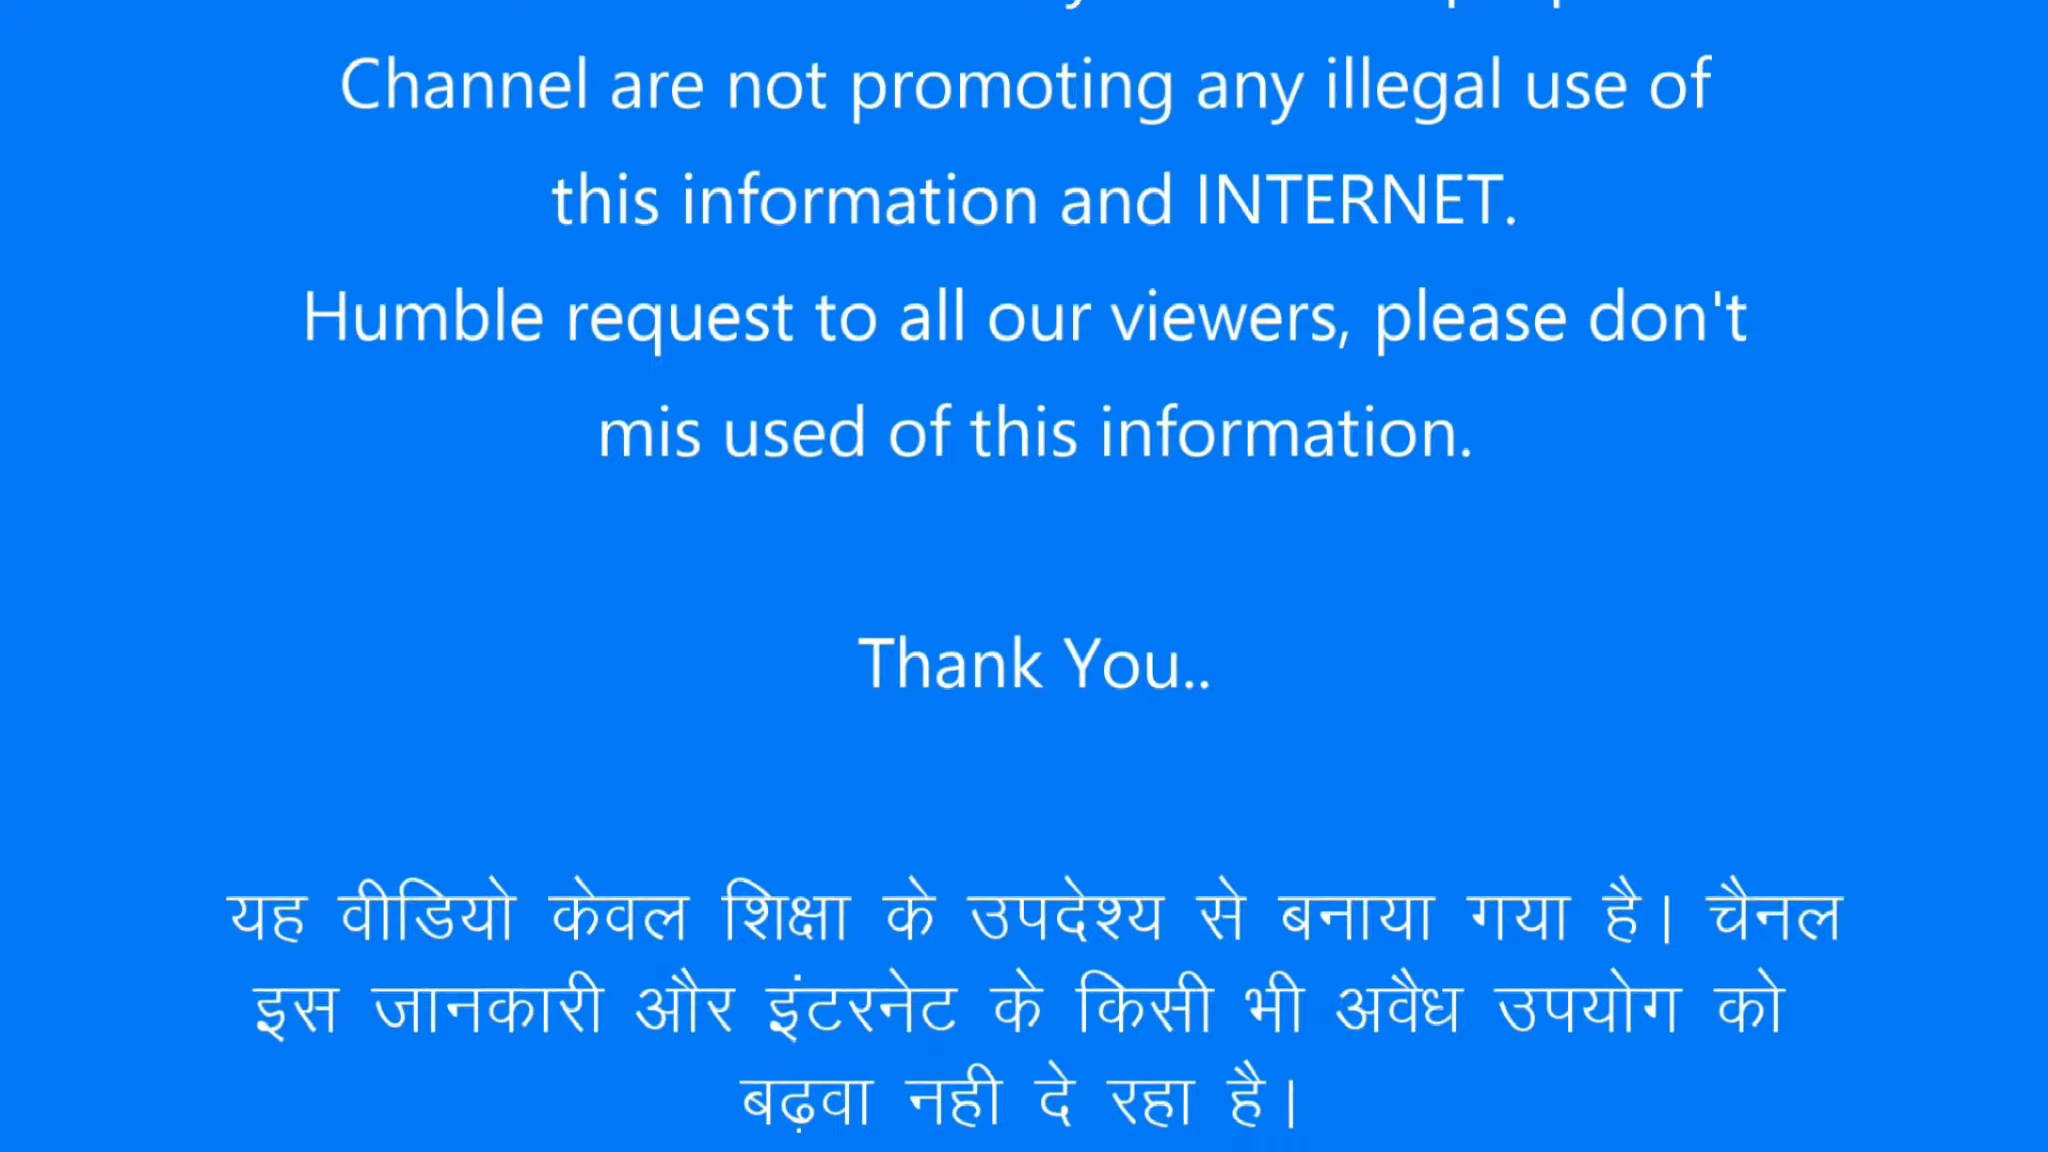 Channel are not promoting any illegal use of
this information and INTERNET.
Humble request to all our viewers, please don't
mis used of this information.
Thank You..
यह वीडियो केवल शिक्षा के उपदेश्य से बनाया गया है। चैनल
इस जानकारी और इंटरनेट के किसी भी अवैध उपयोग को
बढ़वा नही दे रहा है।